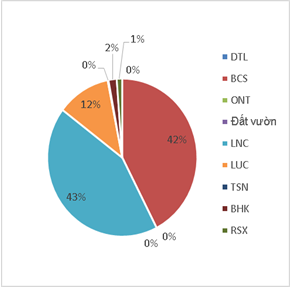 1%
2%
0%
0%
12%
42%
43%
0%
0%
DTL
BCS
ONT
Đất vườn
LNC
LUC
TSN
BHK
RSX